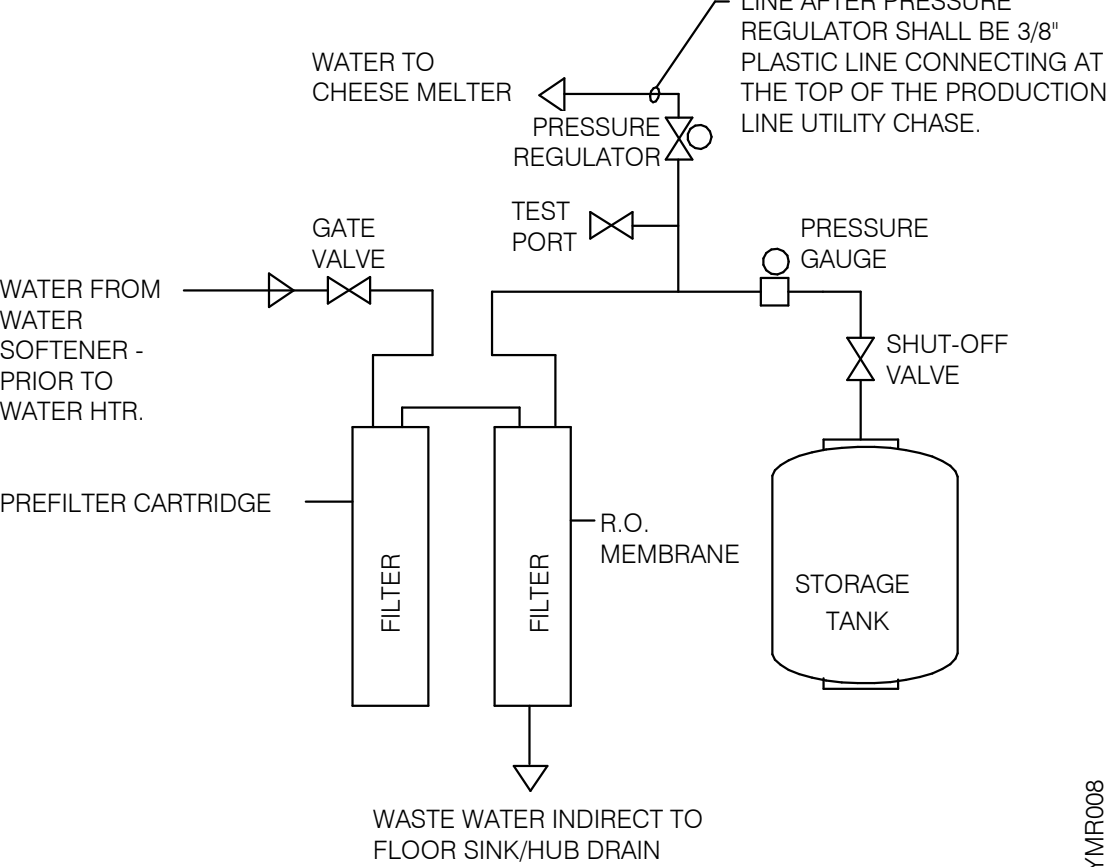 LINE AFTER PRESSURE
REGULATOR SHALL BE 3/8"
PLASTIC LINE CONNECTING AT
THE TOP OF THE PRODUCTION
LINE UTILITY CHASE.
WATER TO
CHEESE MELTER
PRESSURE
REGULATOR
TEST
PORT
GATE
VALVE
PRESSURE
GAUGE
WATER FROM
WATER
SOFTENER -
PRIOR TO
WATER HTR.
SHUT-OFF
VALVE
PREFILTER CARTRIDGE
FILTER
FILTER
R.O.
MEMBRANE
STORAGE
TANK
WASTE WATER INDIRECT TO
FLOOR SINK/HUB DRAIN
YMR008